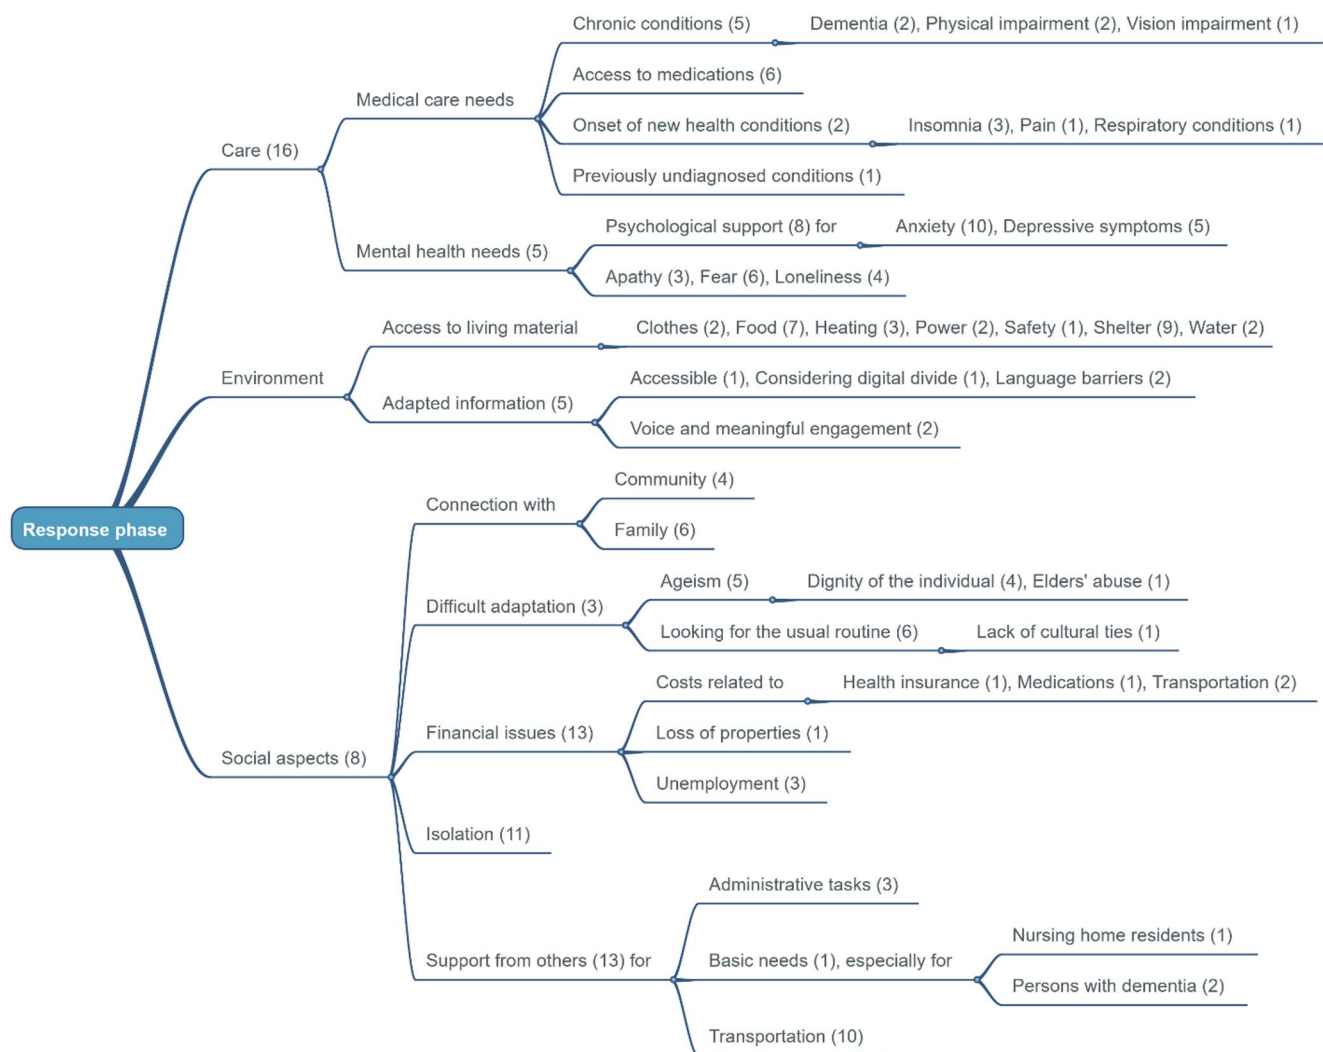 Chronic conditions (5)
Dementia (2), Physical impairment (2), Vision impairment (1)
Access to medications (6)
Medical care needs
Onset of new health conditions (2)
Insomnia (3), Pain (1), Respiratory conditions (1)
Care (16)
Previously undiagnosed conditions (1)
Psychological support (8) for
Anxiety (10), Depressive symptoms (5)
Mental health needs (5)
Apathy (3), Fear (6), Loneliness (4)
Access to living material
Clothes (2), Food (7), Heating (3), Power (2), Safety (1), Shelter (9), Water (2)
Environment
Accessible (1), Considering digital divide (1), Language barriers (2)
Adapted information (5)
Voice and meaningful engagement (2)
Response phase
Community (4)
Connection with
Family (6)
Ageism (5)
Dignity of the individual (4), Elders' abuse (1)
Difficult adaptation (3)
Looking for the usual routine (6)
Lack of cultural ties (1)
Costs related to
Health insurance (1), Medications (1), Transportation (2)
Financial issues (13)
Loss of properties (1)
Social aspects (8)
Unemployment (3)
Isolation (11)
Administrative tasks (3)
Support from others (13) for
Basic needs (1), especially for
Nursing home residents (1)
Persons with dementia (2)
Transportation (10)